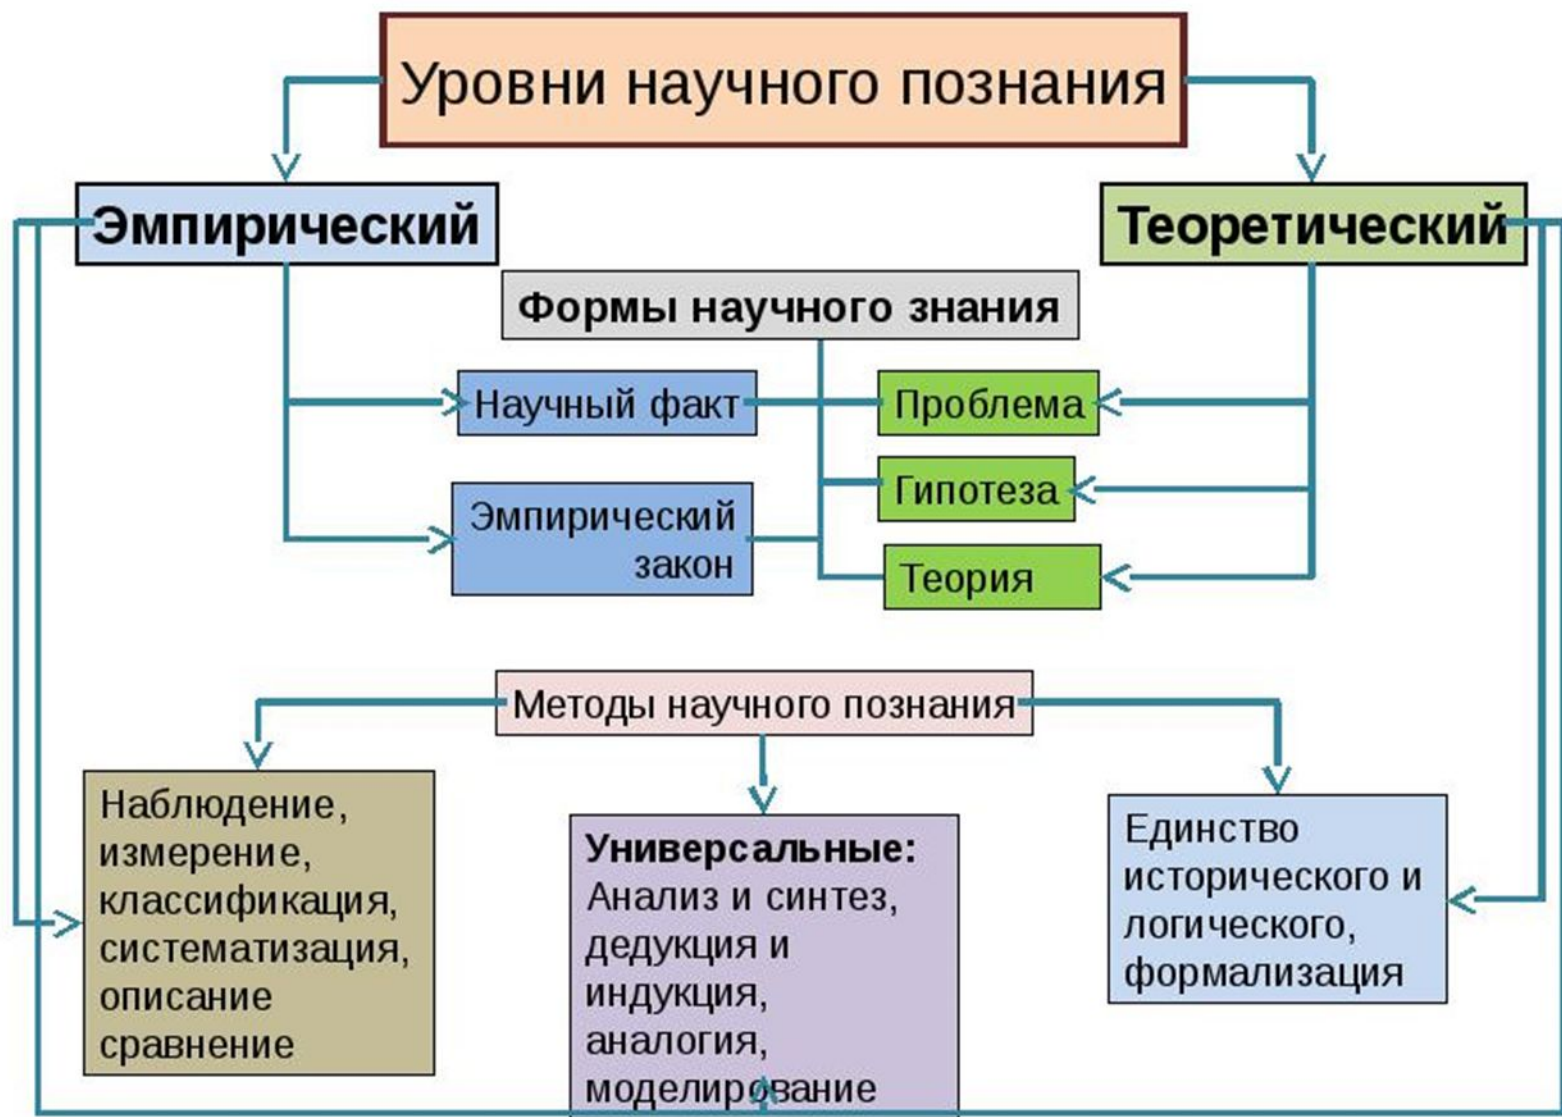 Уровни научного познания
Эмпирический
Теоретический
Формы научного знания
Научный факт
Проблема
Гипотеза
Эмпирический
закон
Теория
Методы научного познания
Наблюдение,
измерение,
классификация,
систематизация,
описание
сравнение
Универсальные:
Анализ и синтез,
дедукция и
индукция,
аналогия,
моделирование
Единство
исторического и
логического,
формализация